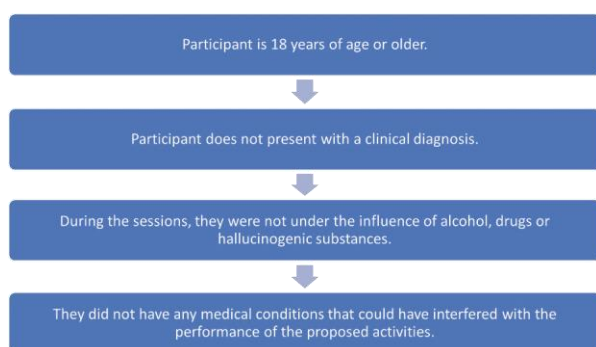 Participant is 18 years of age or older.
Participant does not present with a clinical diagnosis.
During the sessions, they were not under the influence of alcohol, drugs or
hallucinogenic substances.
They did not have any medical conditions that could have interfered with the
performance of the proposed activities.